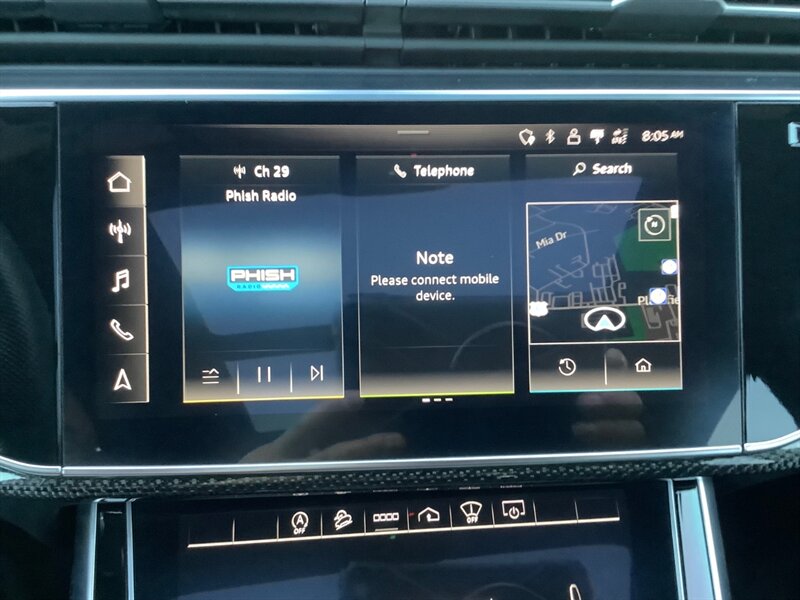 8:05 AM
Ch 29
Phish Radio
PHISH
RADIO
Telephone
Note
Please connect mobile
device.
Search
Mia Dr
A
OFF
OFF